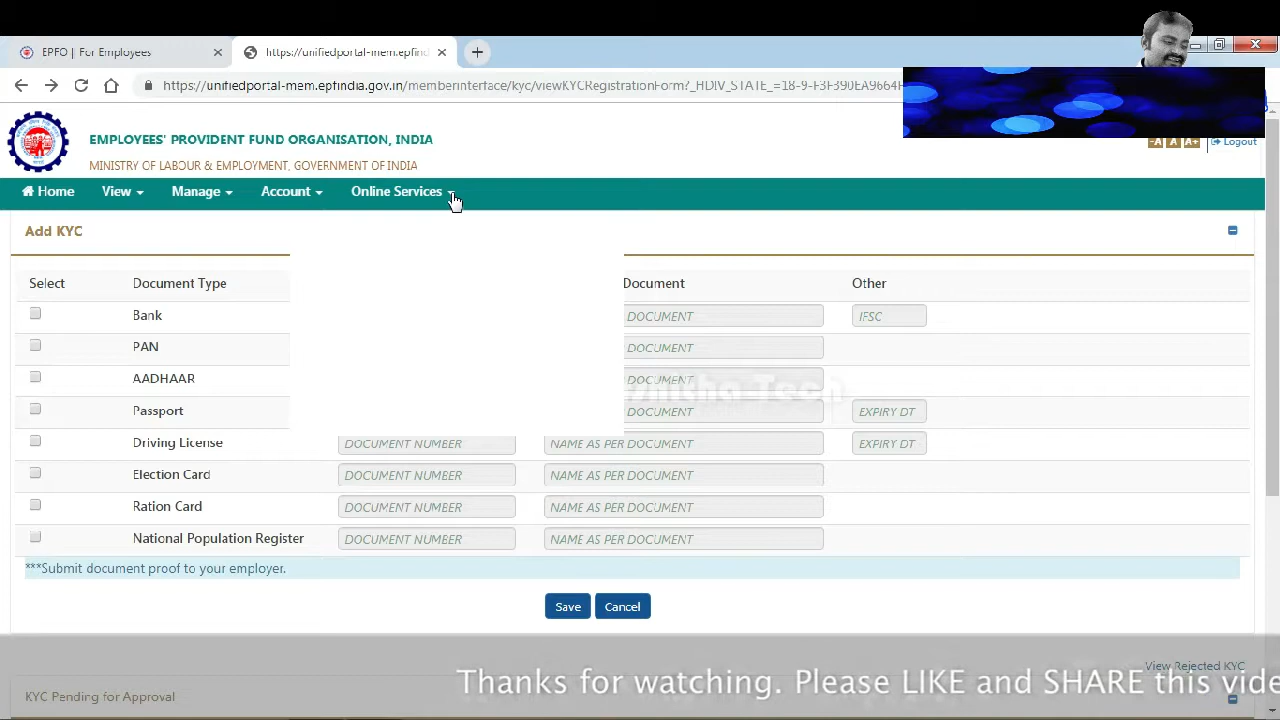 EPFO | For Employees
https://unifiedportal-mem.epfind
https://unifiedportal-mem.epfindia.gov.in/memberinterface/kyc/viewKYCRegistrationForm?_HDIV_STATE_=18-9-F3F390EA9664F
EMPLOYEES' PROVIDENT FUND ORGANISATION, INDIA
-A A A+ Logout
MINISTRY OF LABOUR & EMPLOYMENT, GOVERNMENT OF INDIA
Home View Manage Account Online Services
Add KYC
Select Document Type Document Other
Bank DOCUMENT IFSC
PAN DOCUMENT
AADHAAR DOCUMENT
shitha Tech
Passport DOCUMENT EXPIRY DT
Driving License DOCUMENT NUMBER NAME AS PER DOCUMENT EXPIRY DT
Election Card DOCUMENT NUMBER NAME AS PER DOCUMENT
Ration Card DOCUMENT NUMBER NAME AS PER DOCUMENT
National Population Register DOCUMENT NUMBER NAME AS PER DOCUMENT
***Submit document proof to your employer.
Save Cancel
View Rejected KYC
Thanks for watching. Please LIKE and SHARE this vide
KYC Pending for Approval